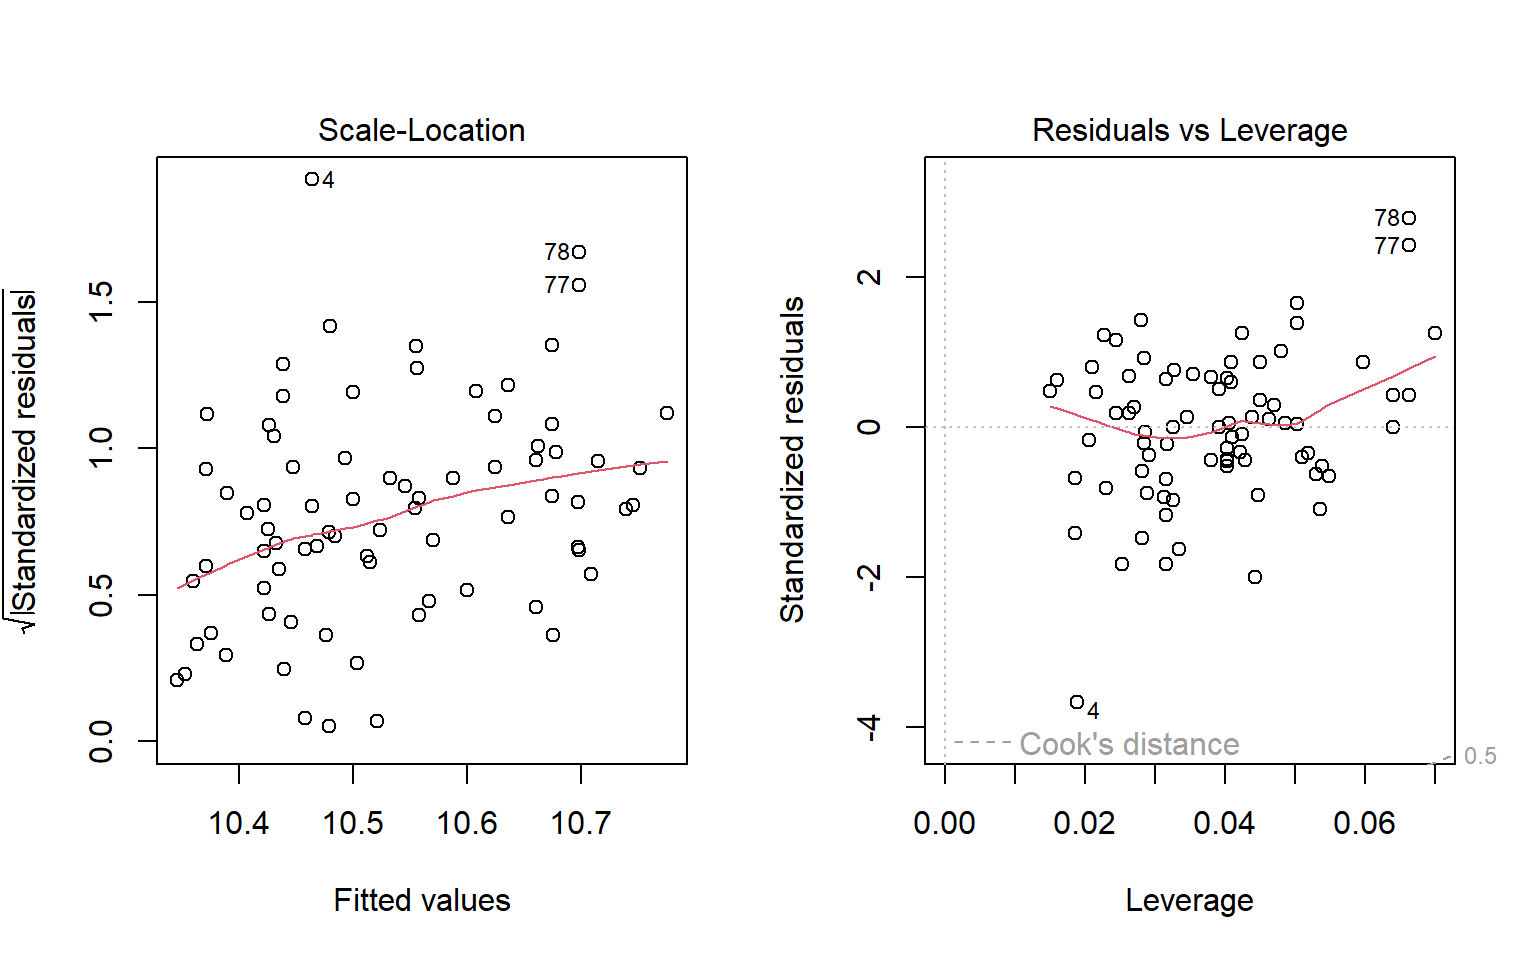 Scale-Location
4
78
77
√|Standardized residuals|
0.0
0.5
1.0
1.5
10.4 10.5 10.6 10.7
Fitted values
Residuals vs Leverage
78
77
4
Standardized residuals
-4
-2
0
2
Cook's distance
0.5
0.00 0.02 0.04 0.06
Leverage